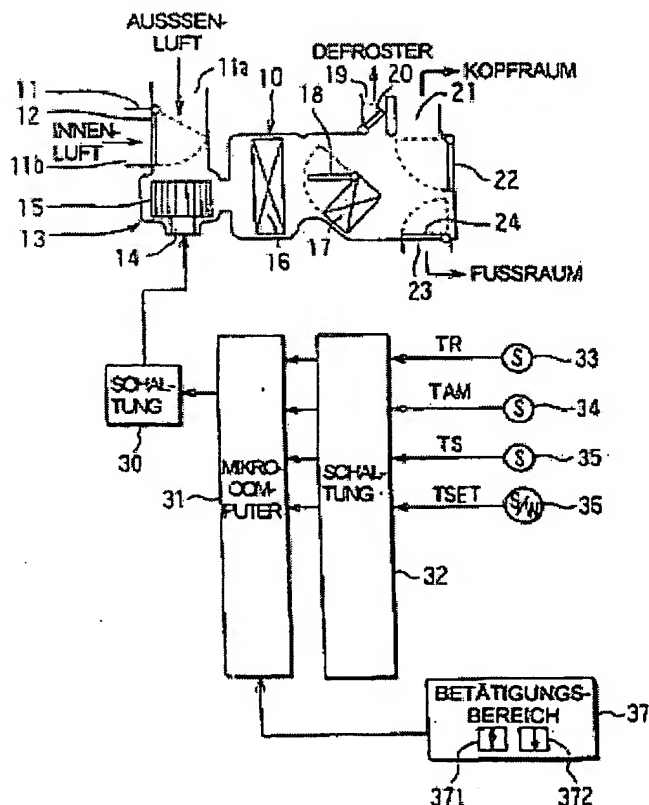 AUSSSEN-
LUFT
11a
11
12
INNEN-
LUFT
11b
15
13
14
10
16
17
18
DEFROSTER
19
20
21
KOPFRAUM
22
24
23
FUSSRAUM
SCHAL-
TUNG
30
31
MIKRO-
COM-
PUTER
SCHAL-
TUNG
32
TR
S
33
TAM
S
34
TS
S
35
TSET
S/W
36
BETÄTIGUNGS-
BEREICH
37
371
372